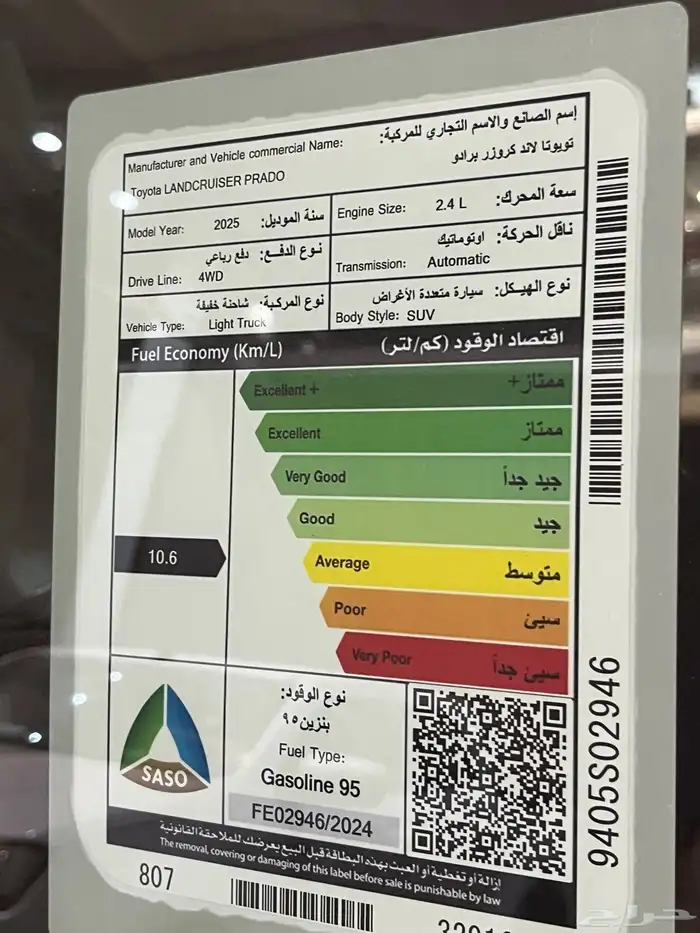 إسم الصانع والاسم التجاري للمركبة:
Manufacturer and Vehicle commercial Name:
تويوتا لاند كروزر برادو
Toyota LANDCRUISER PRADO
Model Year: 2025 سنة الموديل:
Engine Size: 2.4 L سعة المحرك:
نوع الدفع: دفع رباعي
Drive Line: 4WD
ناقل الحركة: اوتوماتيك
Transmission: Automatic
نوع المركبة: شاحنة خفيفة
Vehicle Type: Light Truck
نوع الهيكل: سيارة متعددة الأغراض
Body Style: SUV
Fuel Economy (Km/L) اقتصاد الوقود (كم/لتر)
Excellent + ممتاز+
Excellent ممتاز
Very Good جيد جداً
Good جيد
10.6
Average متوسط
Poor سيئ
Very Poor سيئ جداً
SASO
نوع الوقود:
بنزين ٩٥
Fuel Type:
Gasoline 95
FE02946/2024
إزالة أو تغطية أو العبث بهذه البطاقة قبل البيع يعرضك للملاحقة القانونية
The removal, covering or damaging of this label before sale is punishable by law
807
9405S02946
حراج